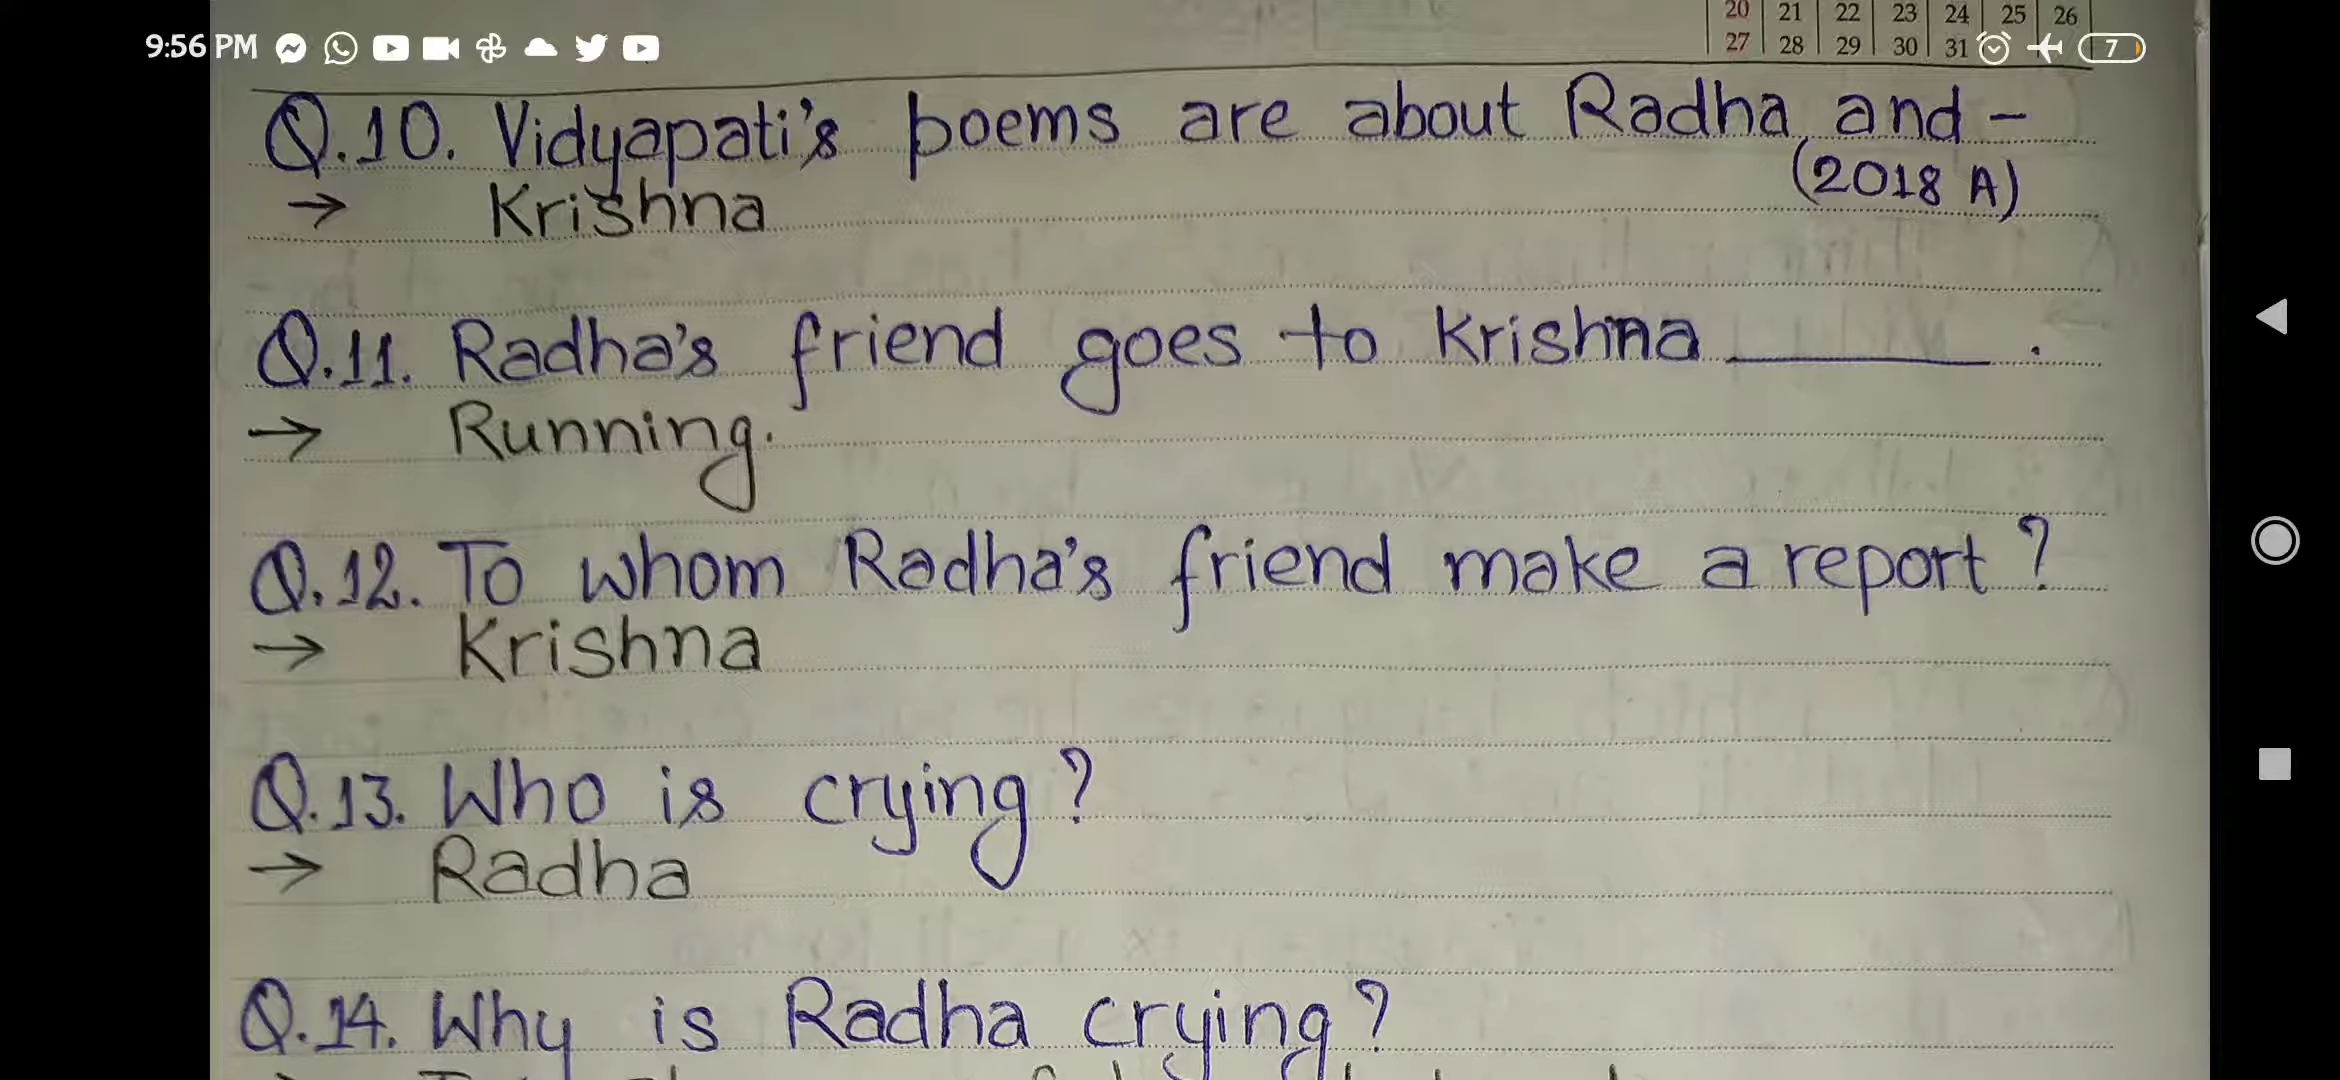 20 21 22 23 24 25 26
9:56 PM 27 28 29 30 31 7
Q.10. Vidyapati's poems are about Radha and -
(2018 A)
→ Krishna
Q.11. Radha's friend goes to Krishna ______.
→ Running.
Q.12. To whom Radha's friend make a report?
→ Krishna
Q.13. Who is crying?
→ Radha
Q.14. Why is Radha crying?